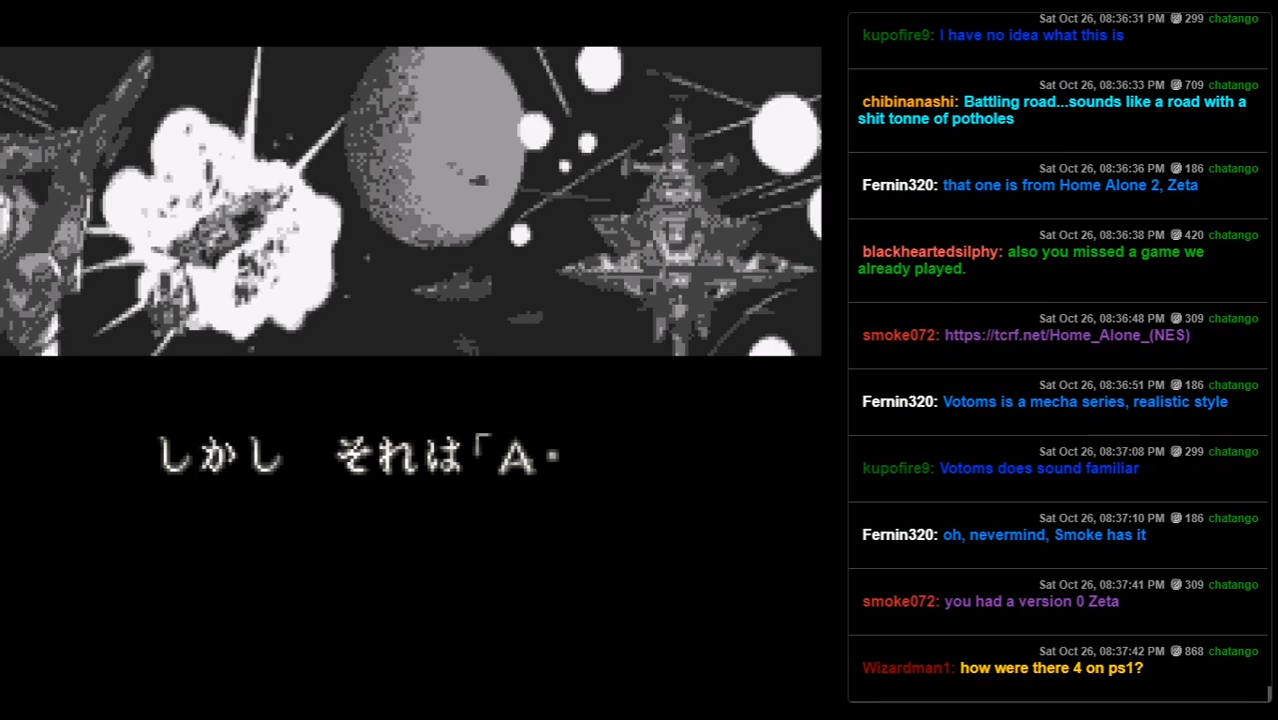 しかし　それは「A・
Sat Oct 26, 08:36:31 PM 299 chatango
kupofire9: I have no idea what this is
Sat Oct 26, 08:36:33 PM 709 chatango
chibinanashi: Battling road...sounds like a road with a
shit tonne of potholes
Sat Oct 26, 08:36:36 PM 186 chatango
Fernin320: that one is from Home Alone 2, Zeta
Sat Oct 26, 08:36:38 PM 420 chatango
blackheartedsilphy: also you missed a game we
already played.
Sat Oct 26, 08:36:48 PM 309 chatango
smoke072: https://tcrf.net/Home_Alone_(NES)
Sat Oct 26, 08:36:51 PM 186 chatango
Fernin320: Votoms is a mecha series, realistic style
Sat Oct 26, 08:37:08 PM 299 chatango
kupofire9: Votoms does sound familiar
Sat Oct 26, 08:37:10 PM 186 chatango
Fernin320: oh, nevermind, Smoke has it
Sat Oct 26, 08:37:41 PM 309 chatango
smoke072: you had a version 0 Zeta
Sat Oct 26, 08:37:42 PM 868 chatango
Wizardman1: how were there 4 on ps1?